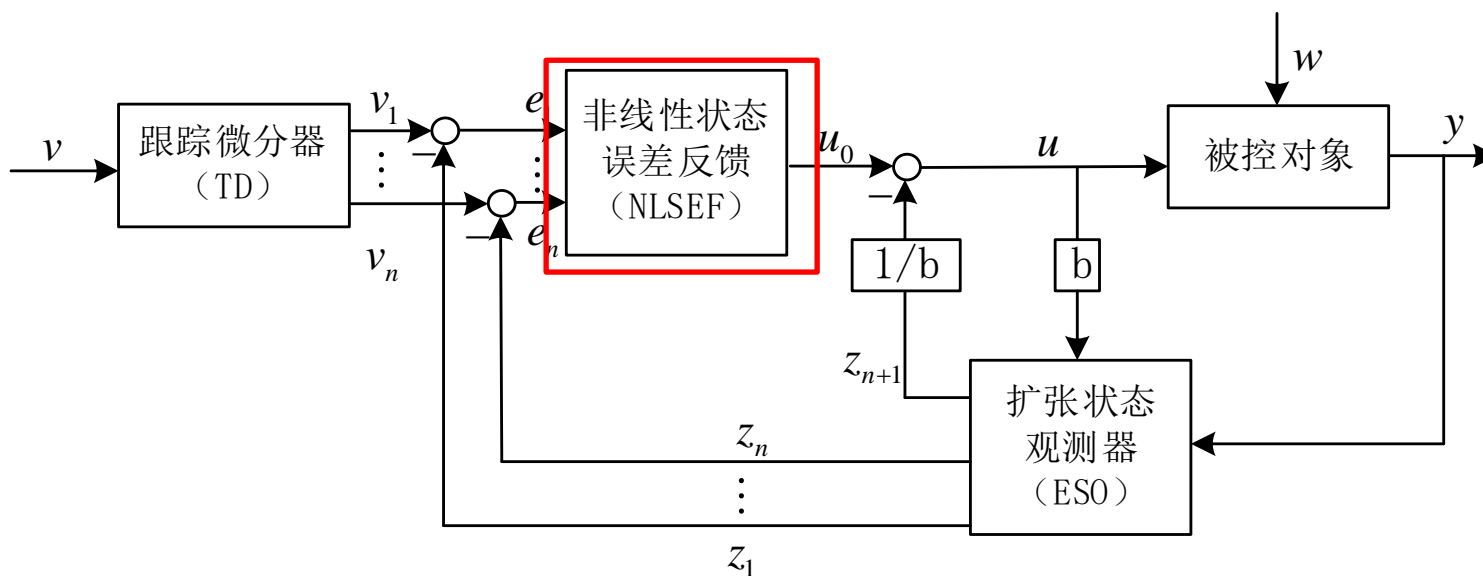 w
v
跟踪微分器
（TD）
v₁
⋮
vₙ
−
−
e
⋮
eₙ
非线性状态
误差反馈
（NLSEF）
u₀
−
u
被控对象
y
1/b
b
zₙ₊₁
扩张状态
观测器
（ESO）
zₙ
⋮
z₁